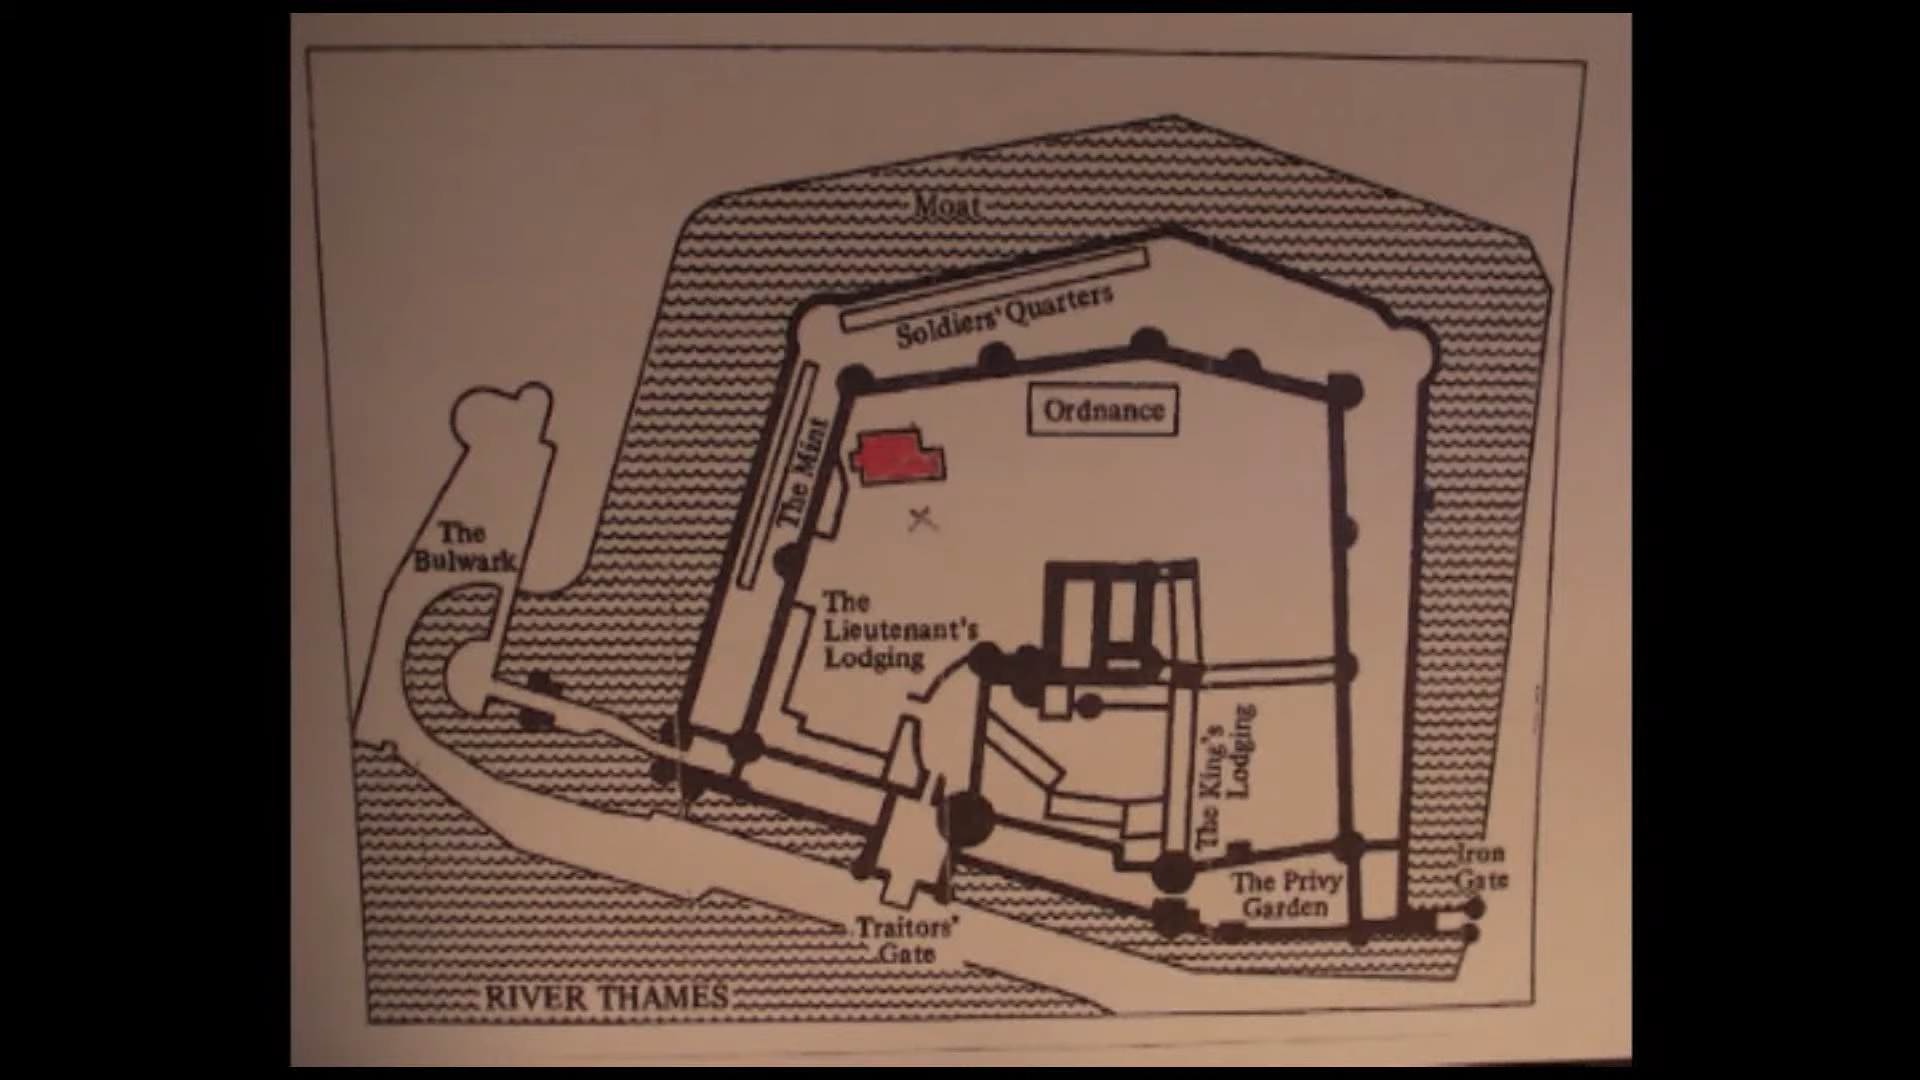 Moat
Soldiers' Quarters
Ordnance
The Mint
The
Bulwark
The
Lieutenant's
Lodging
The King's
Lodging
Iron
Gate
The Privy
Garden
Traitors'
Gate
RIVER THAMES